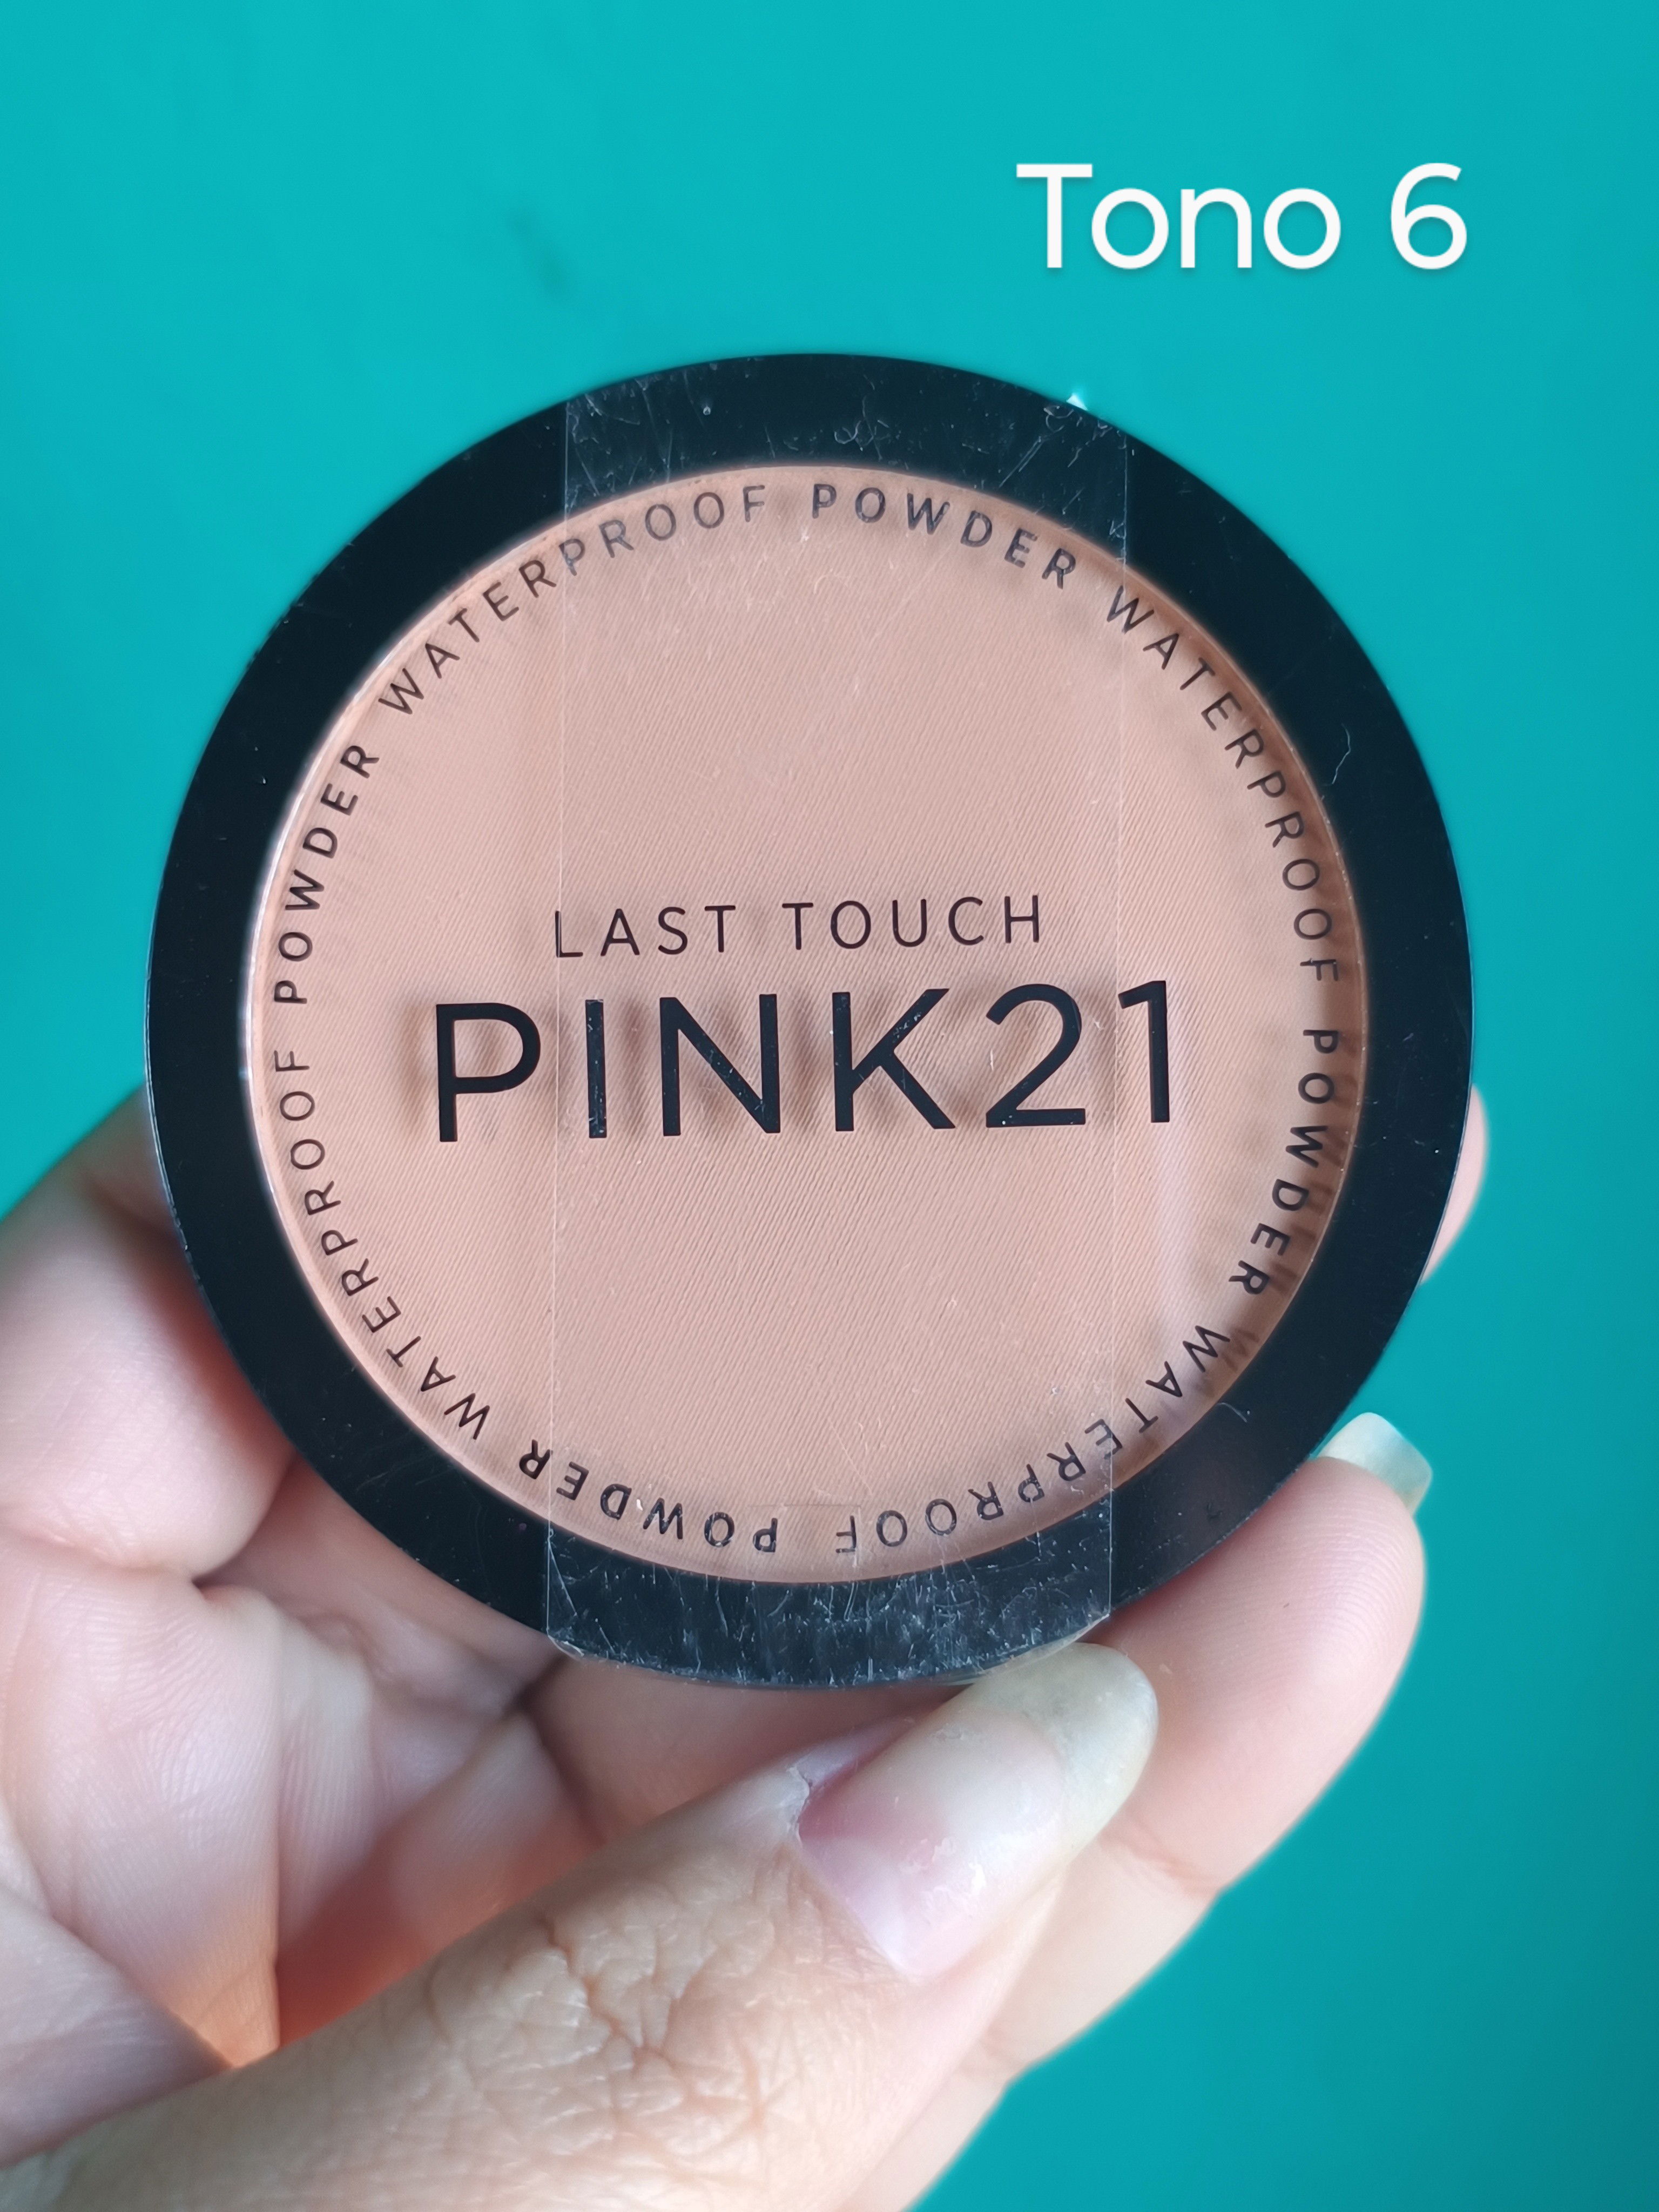 Tono 6
WATERPROOF POWDER WATERPROOF POWDER WATERPROOF POWDER WATERPROOF POWDER
LAST TOUCH
PINK21